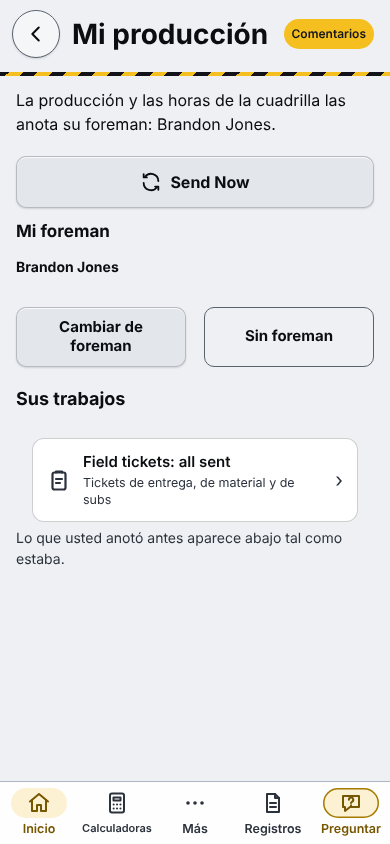 Mi producción
Comentarios
La producción y las horas de la cuadrilla las
anota su foreman: Brandon Jones.
Send Now
Mi foreman
Brandon Jones
Cambiar de
foreman
Sin foreman
Sus trabajos
Field tickets: all sent
Tickets de entrega, de material y de
subs
Lo que usted anotó antes aparece abajo tal como
estaba.
Inicio
Calculadoras
Más
Registros
Preguntar